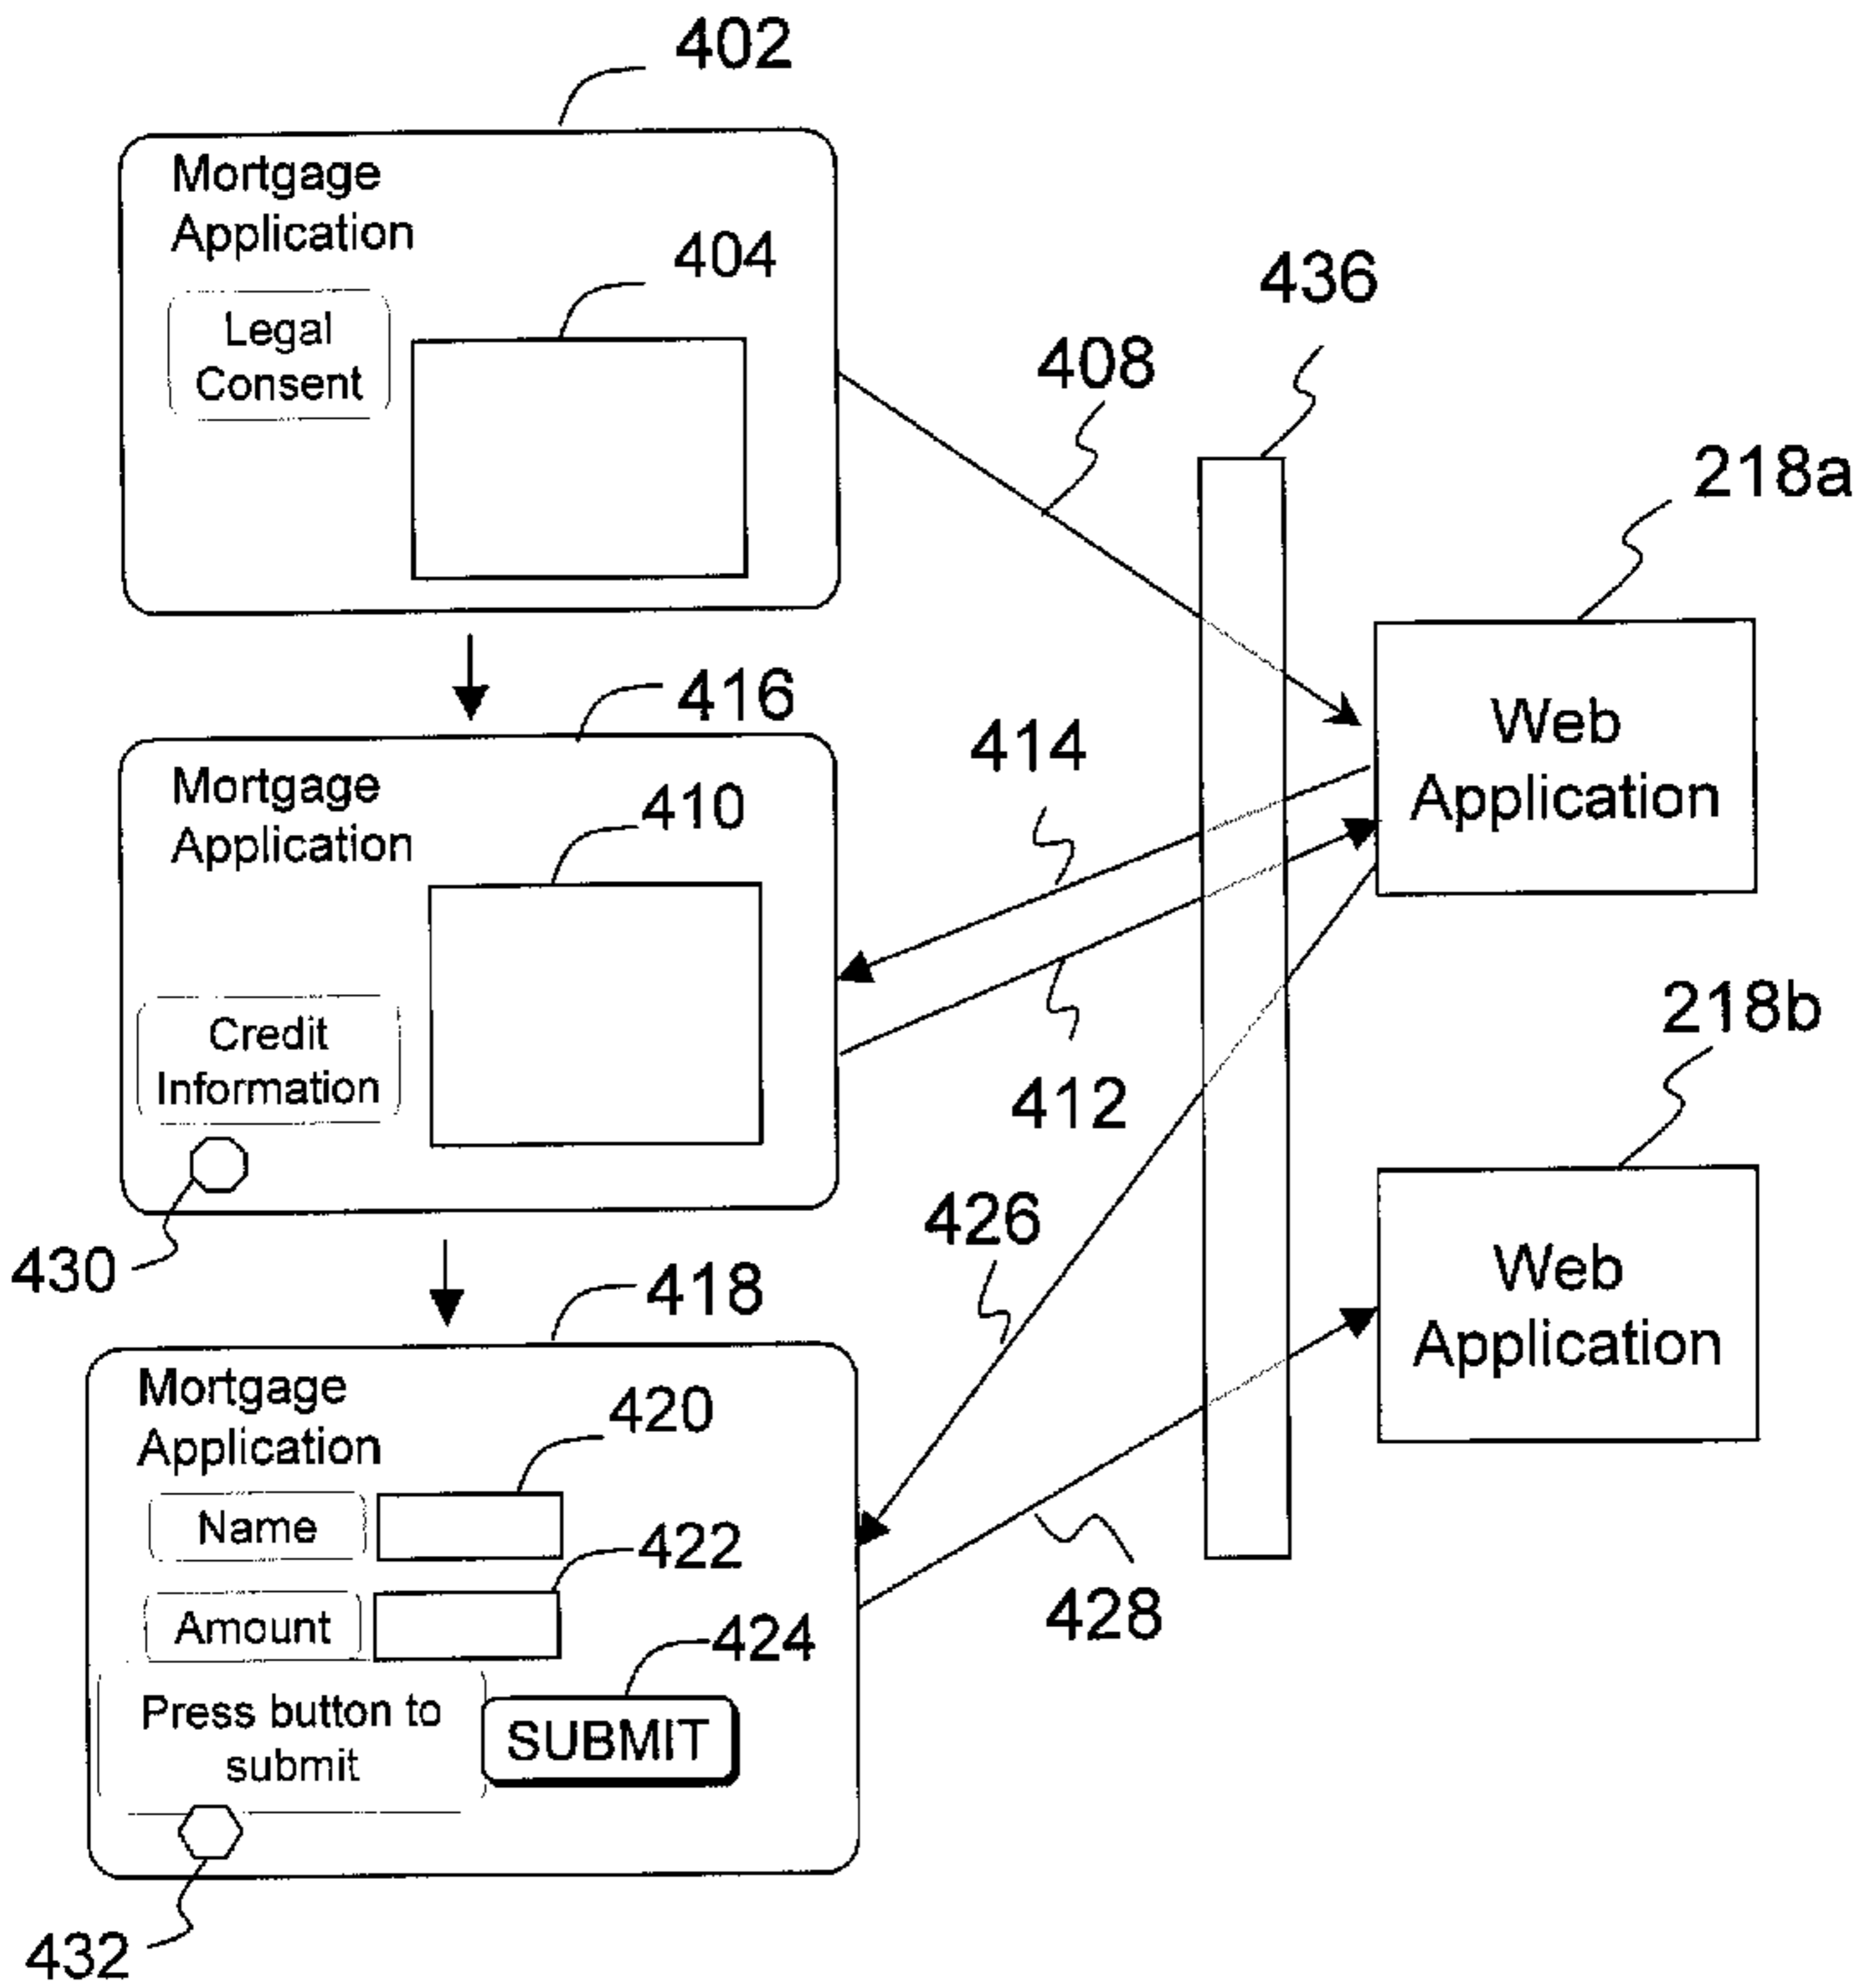 402
Mortgage
Application
404
Legal
Consent
436
408
218a
416
Mortgage
Application
410
414
Web
Application
Credit
Information
412
218b
430
426
418
Web
Application
Mortgage
Application
420
Name
422
Amount
428
424
Press button to
submit
SUBMIT
432